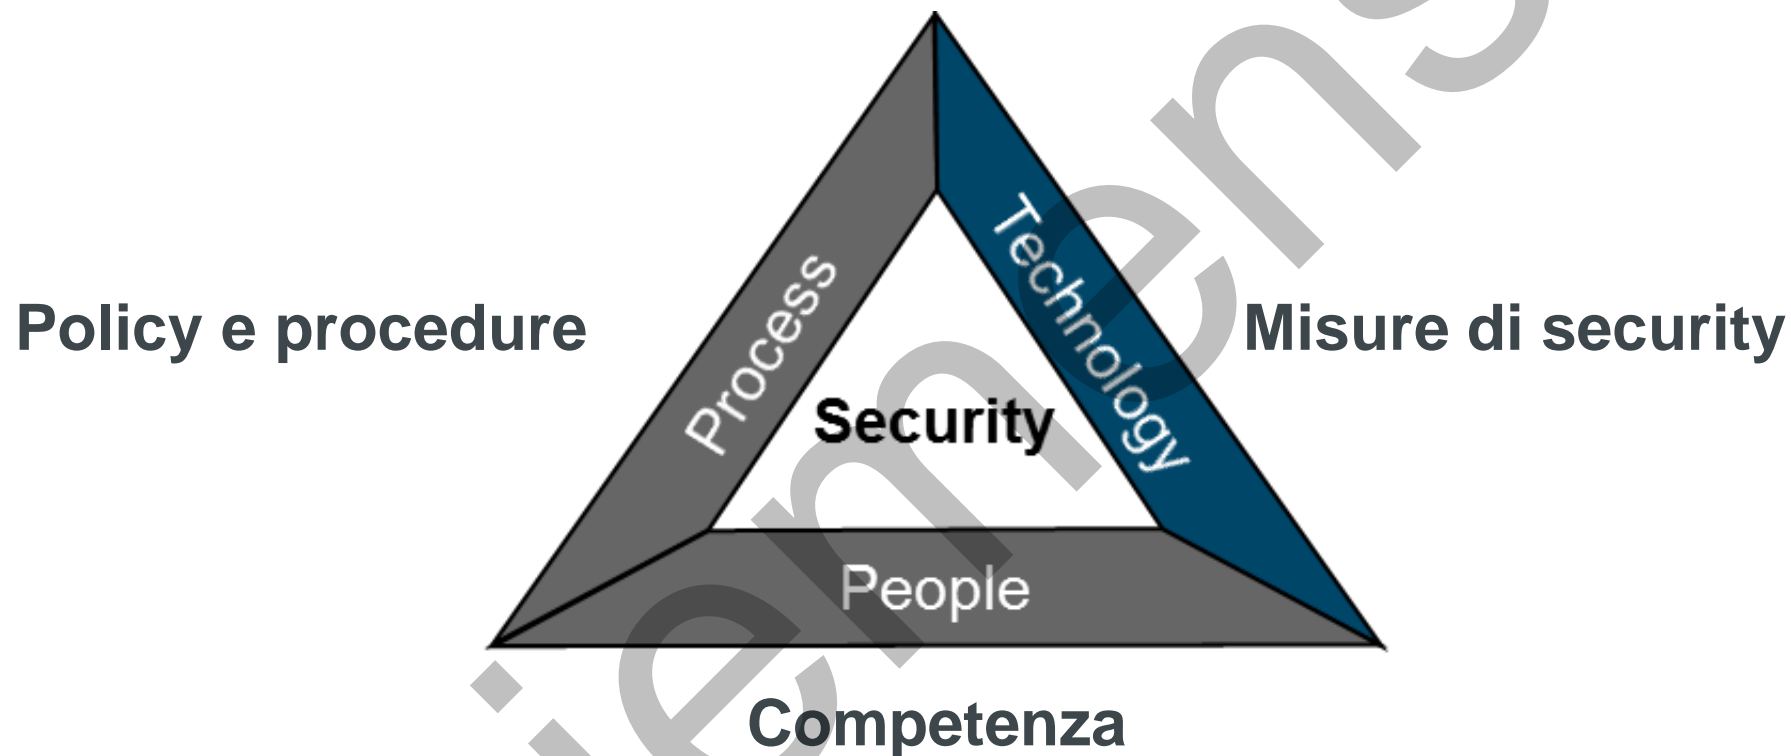 Technology
Process
Policy e procedure
Misure di security
Security
People
Competenza